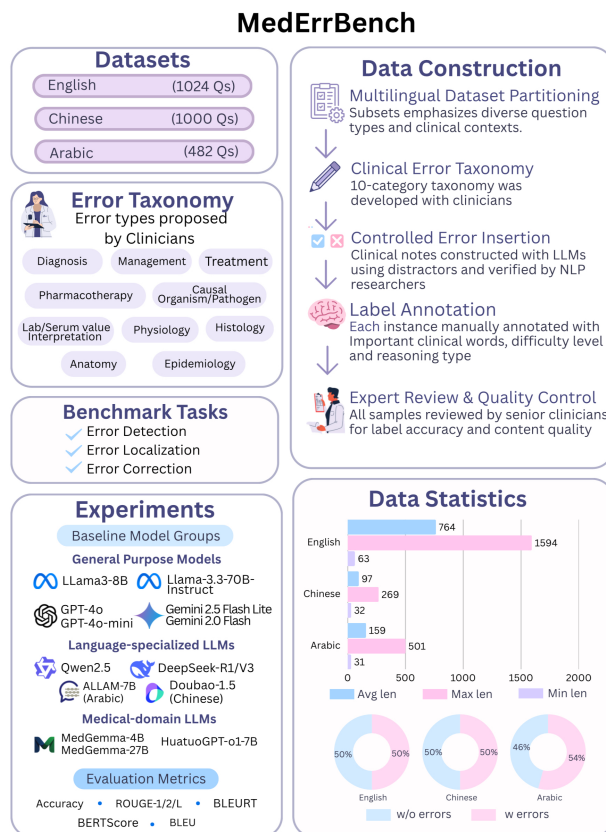 MedErrBench
Datasets
English (1024 Qs)
Chinese (1000 Qs)
Arabic (482 Qs)
Error Taxonomy
Error types proposed
by Clinicians
Diagnosis
Management
Treatment
Pharmacotherapy
Causal
Organism/Pathogen
Lab/Serum value
Interpretation
Physiology
Histology
Anatomy
Epidemiology
Benchmark Tasks
Error Detection
Error Localization
Error Correction
Experiments
Baseline Model Groups
General Purpose Models
LLama3-8B
Llama-3.3-70B-
Instruct
GPT-4o
GPT-4o-mini
Gemini 2.5 Flash Lite
Gemini 2.0 Flash
Language-specialized LLMs
Qwen2.5
DeepSeek-R1/V3
ALLAM-7B
(Arabic)
Doubao-1.5
(Chinese)
Medical-domain LLMs
MedGemma-4B
MedGemma-27B
HuatuoGPT-o1-7B
Evaluation Metrics
Accuracy • ROUGE-1/2/L • BLEURT
BERTScore • BLEU
Data Construction
Multilingual Dataset Partitioning
Subsets emphasizes diverse question
types and clinical contexts.
Clinical Error Taxonomy
10-category taxonomy was
developed with clinicians
Controlled Error Insertion
Clinical notes constructed with LLMs
using distractors and verified by NLP
researchers
Label Annotation
Each instance manually annotated with
Important clinical words, difficulty level
and reasoning type
Expert Review & Quality Control
All samples reviewed by senior clinicians
for label accuracy and content quality
Data Statistics
English
764
1594
63
Chinese
97
269
32
Arabic
159
501
31
0 500 1000 1500 2000
Avg len Max len Min len
50% 50%
50% 50%
46% 54%
English Chinese Arabic
w/o errors w errors